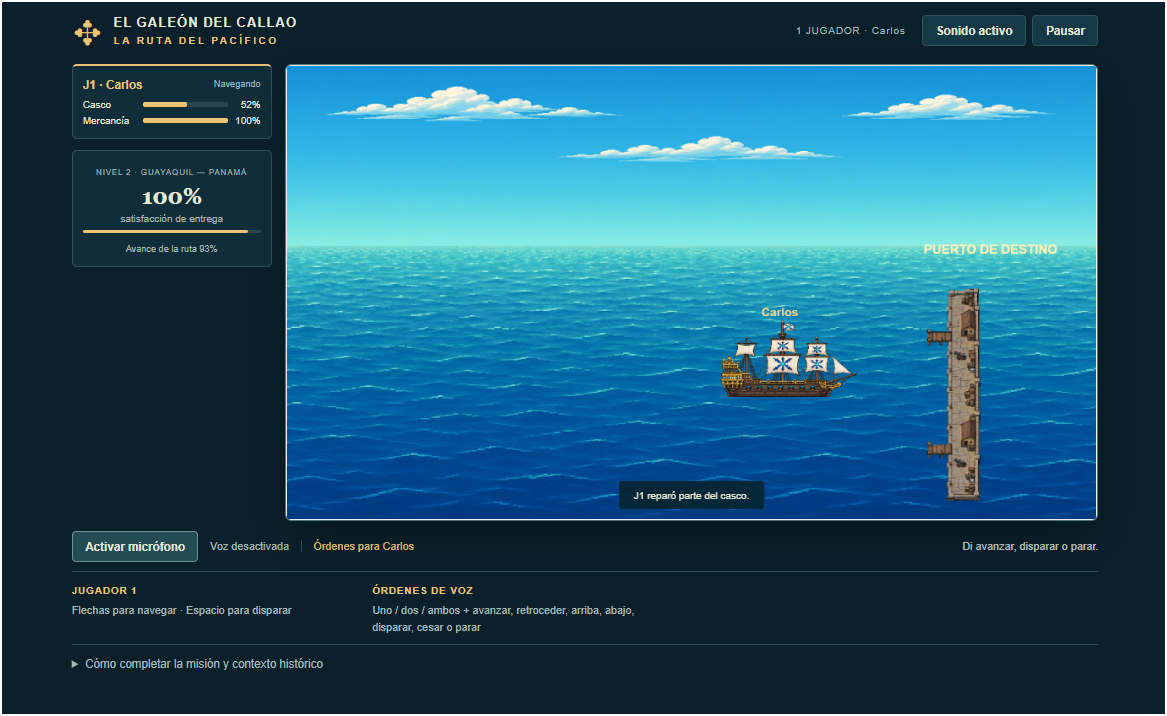 EL GALEÓN DEL CALLAO
LA RUTA DEL PACÍFICO
1 JUGADOR · Carlos
Sonido activo
Pausar
J1 · Carlos
Navegando
Casco
52%
Mercancía
100%
NIVEL 2 · GUAYAQUIL — PANAMÁ
100%
satisfacción de entrega
Avance de la ruta 93%
PUERTO DE DESTINO
Carlos
J1 reparó parte del casco.
Activar micrófono
Voz desactivada
Órdenes para Carlos
Di avanzar, disparar o parar.
JUGADOR 1
Flechas para navegar · Espacio para disparar
ÓRDENES DE VOZ
Uno / dos / ambos + avanzar, retroceder, arriba, abajo,
disparar, cesar o parar
Cómo completar la misión y contexto histórico